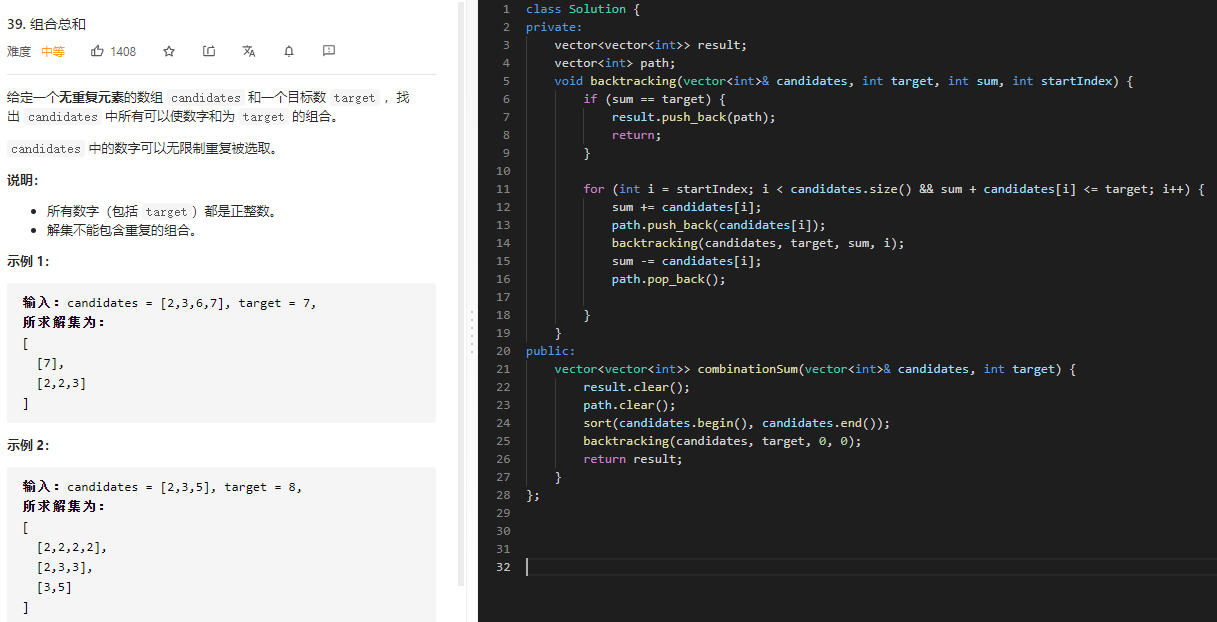 39. 组合总和
难度 中等 1408
给定一个无重复元素的数组 candidates 和一个目标数 target ，找
出 candidates 中所有可以使数字和为 target 的组合。
candidates 中的数字可以无限制重复被选取。
说明：
• 所有数字（包括 target）都是正整数。
• 解集不能包含重复的组合。
示例 1：
输入：candidates = [2,3,6,7], target = 7,
所求解集为：
[
  [7],
  [2,2,3]
]
示例 2：
输入：candidates = [2,3,5], target = 8,
所求解集为：
[
  [2,2,2,2],
  [2,3,3],
  [3,5]
]
1 class Solution {
2 private:
3     vector<vector<int>> result;
4     vector<int> path;
5     void backtracking(vector<int>& candidates, int target, int sum, int startIndex) {
6         if (sum == target) {
7             result.push_back(path);
8             return;
9         }
10
11         for (int i = startIndex; i < candidates.size() && sum + candidates[i] <= target; i++) {
12             sum += candidates[i];
13             path.push_back(candidates[i]);
14             backtracking(candidates, target, sum, i);
15             sum -= candidates[i];
16             path.pop_back();
17
18         }
19     }
20 public:
21     vector<vector<int>> combinationSum(vector<int>& candidates, int target) {
22         result.clear();
23         path.clear();
24         sort(candidates.begin(), candidates.end());
25         backtracking(candidates, target, 0, 0);
26         return result;
27     }
28 };
29
30
31
32